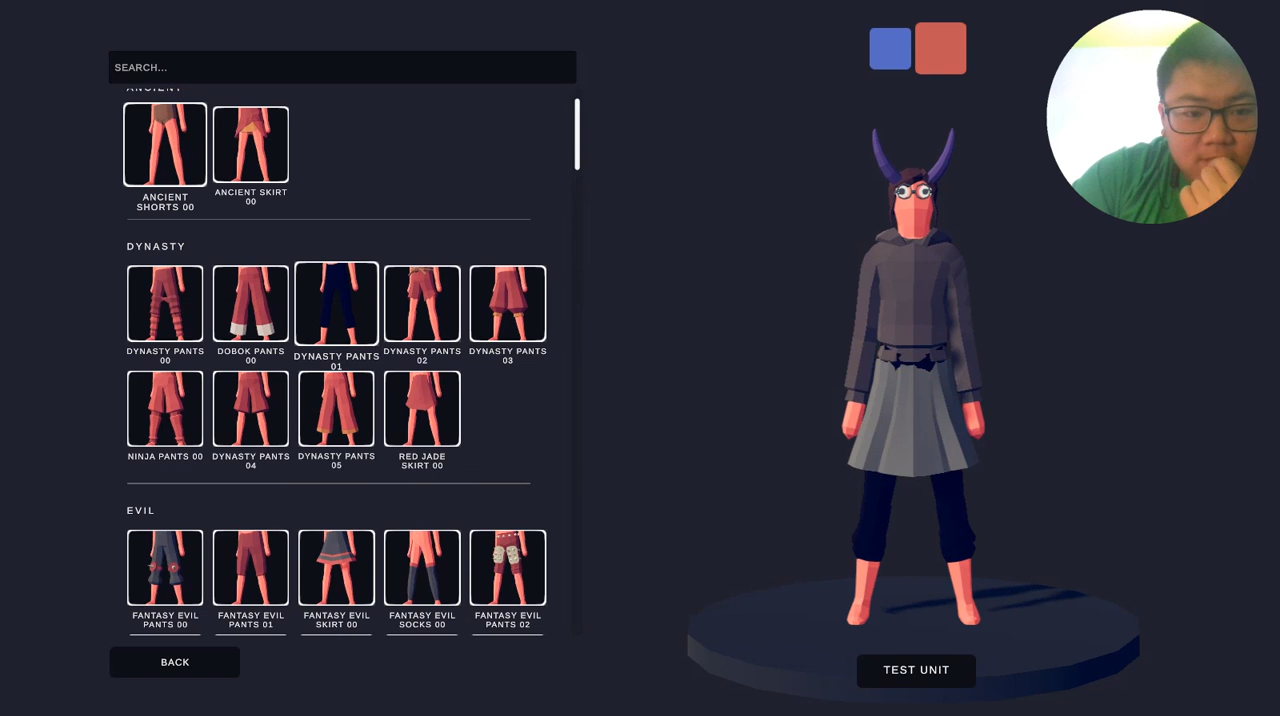 SEARCH...
ANCIENT
ANCIENT
SHORTS 00
ANCIENT SKIRT
00
DYNASTY
DYNASTY PANTS
00
DOBOK PANTS
00
DYNASTY PANTS
01
DYNASTY PANTS
02
DYNASTY PANTS
03
NINJA PANTS 00
DYNASTY PANTS
04
DYNASTY PANTS
05
RED JADE
SKIRT 00
EVIL
FANTASY EVIL
PANTS 00
FANTASY EVIL
PANTS 01
FANTASY EVIL
SKIRT 00
FANTASY EVIL
SOCKS 00
FANTASY EVIL
PANTS 02
BACK
TEST UNIT